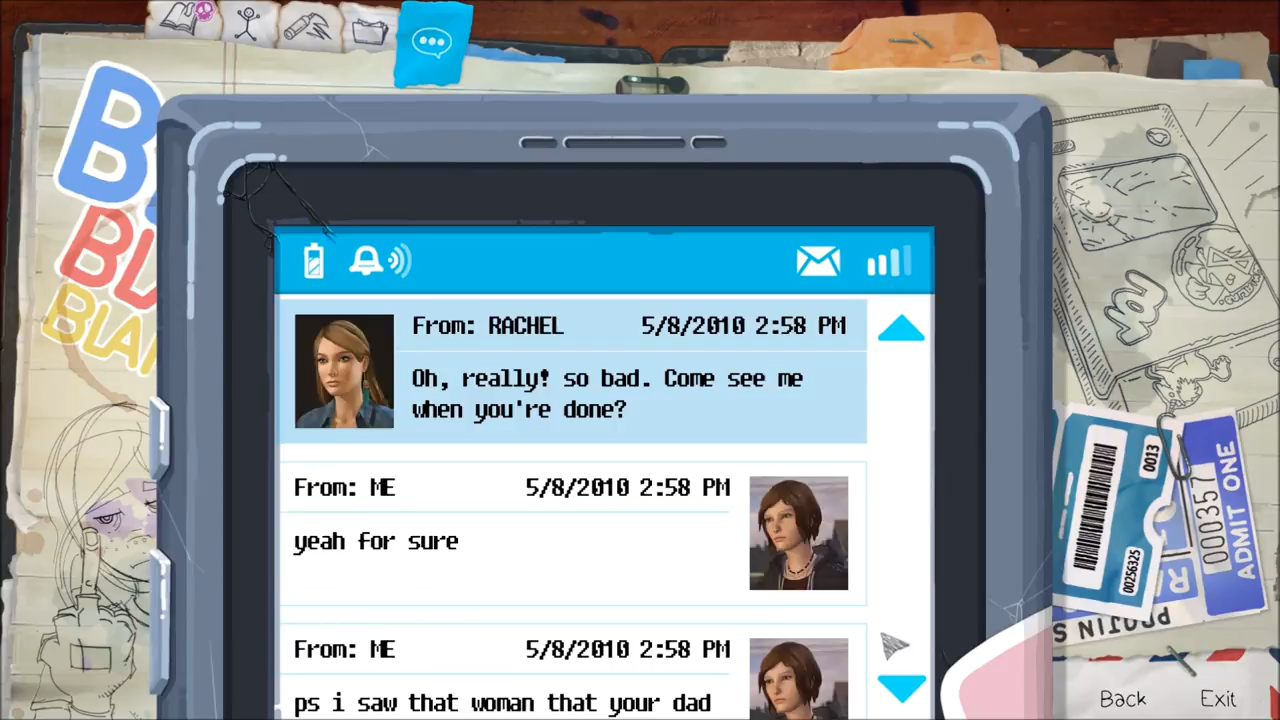 From: RACHEL 5/8/2010 2:58 PM
Oh, really! so bad. Come see me
when you're done?
From: ME 5/8/2010 2:58 PM
yeah for sure
From: ME 5/8/2010 2:58 PM
ps i saw that woman that your dad
0013
00256325
000357
ADMIT ONE
Back
Exit